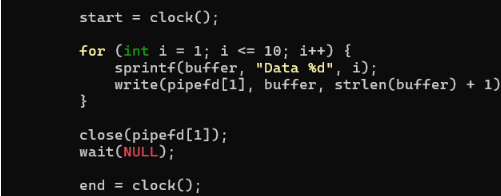 start = clock();
for (int i = 1; i <= 10; i++) {
sprintf(buffer, "Data %d", i);
write(pipefd[1], buffer, strlen(buffer) + 1)
}
close(pipefd[1]);
wait(NULL);
end = clock();